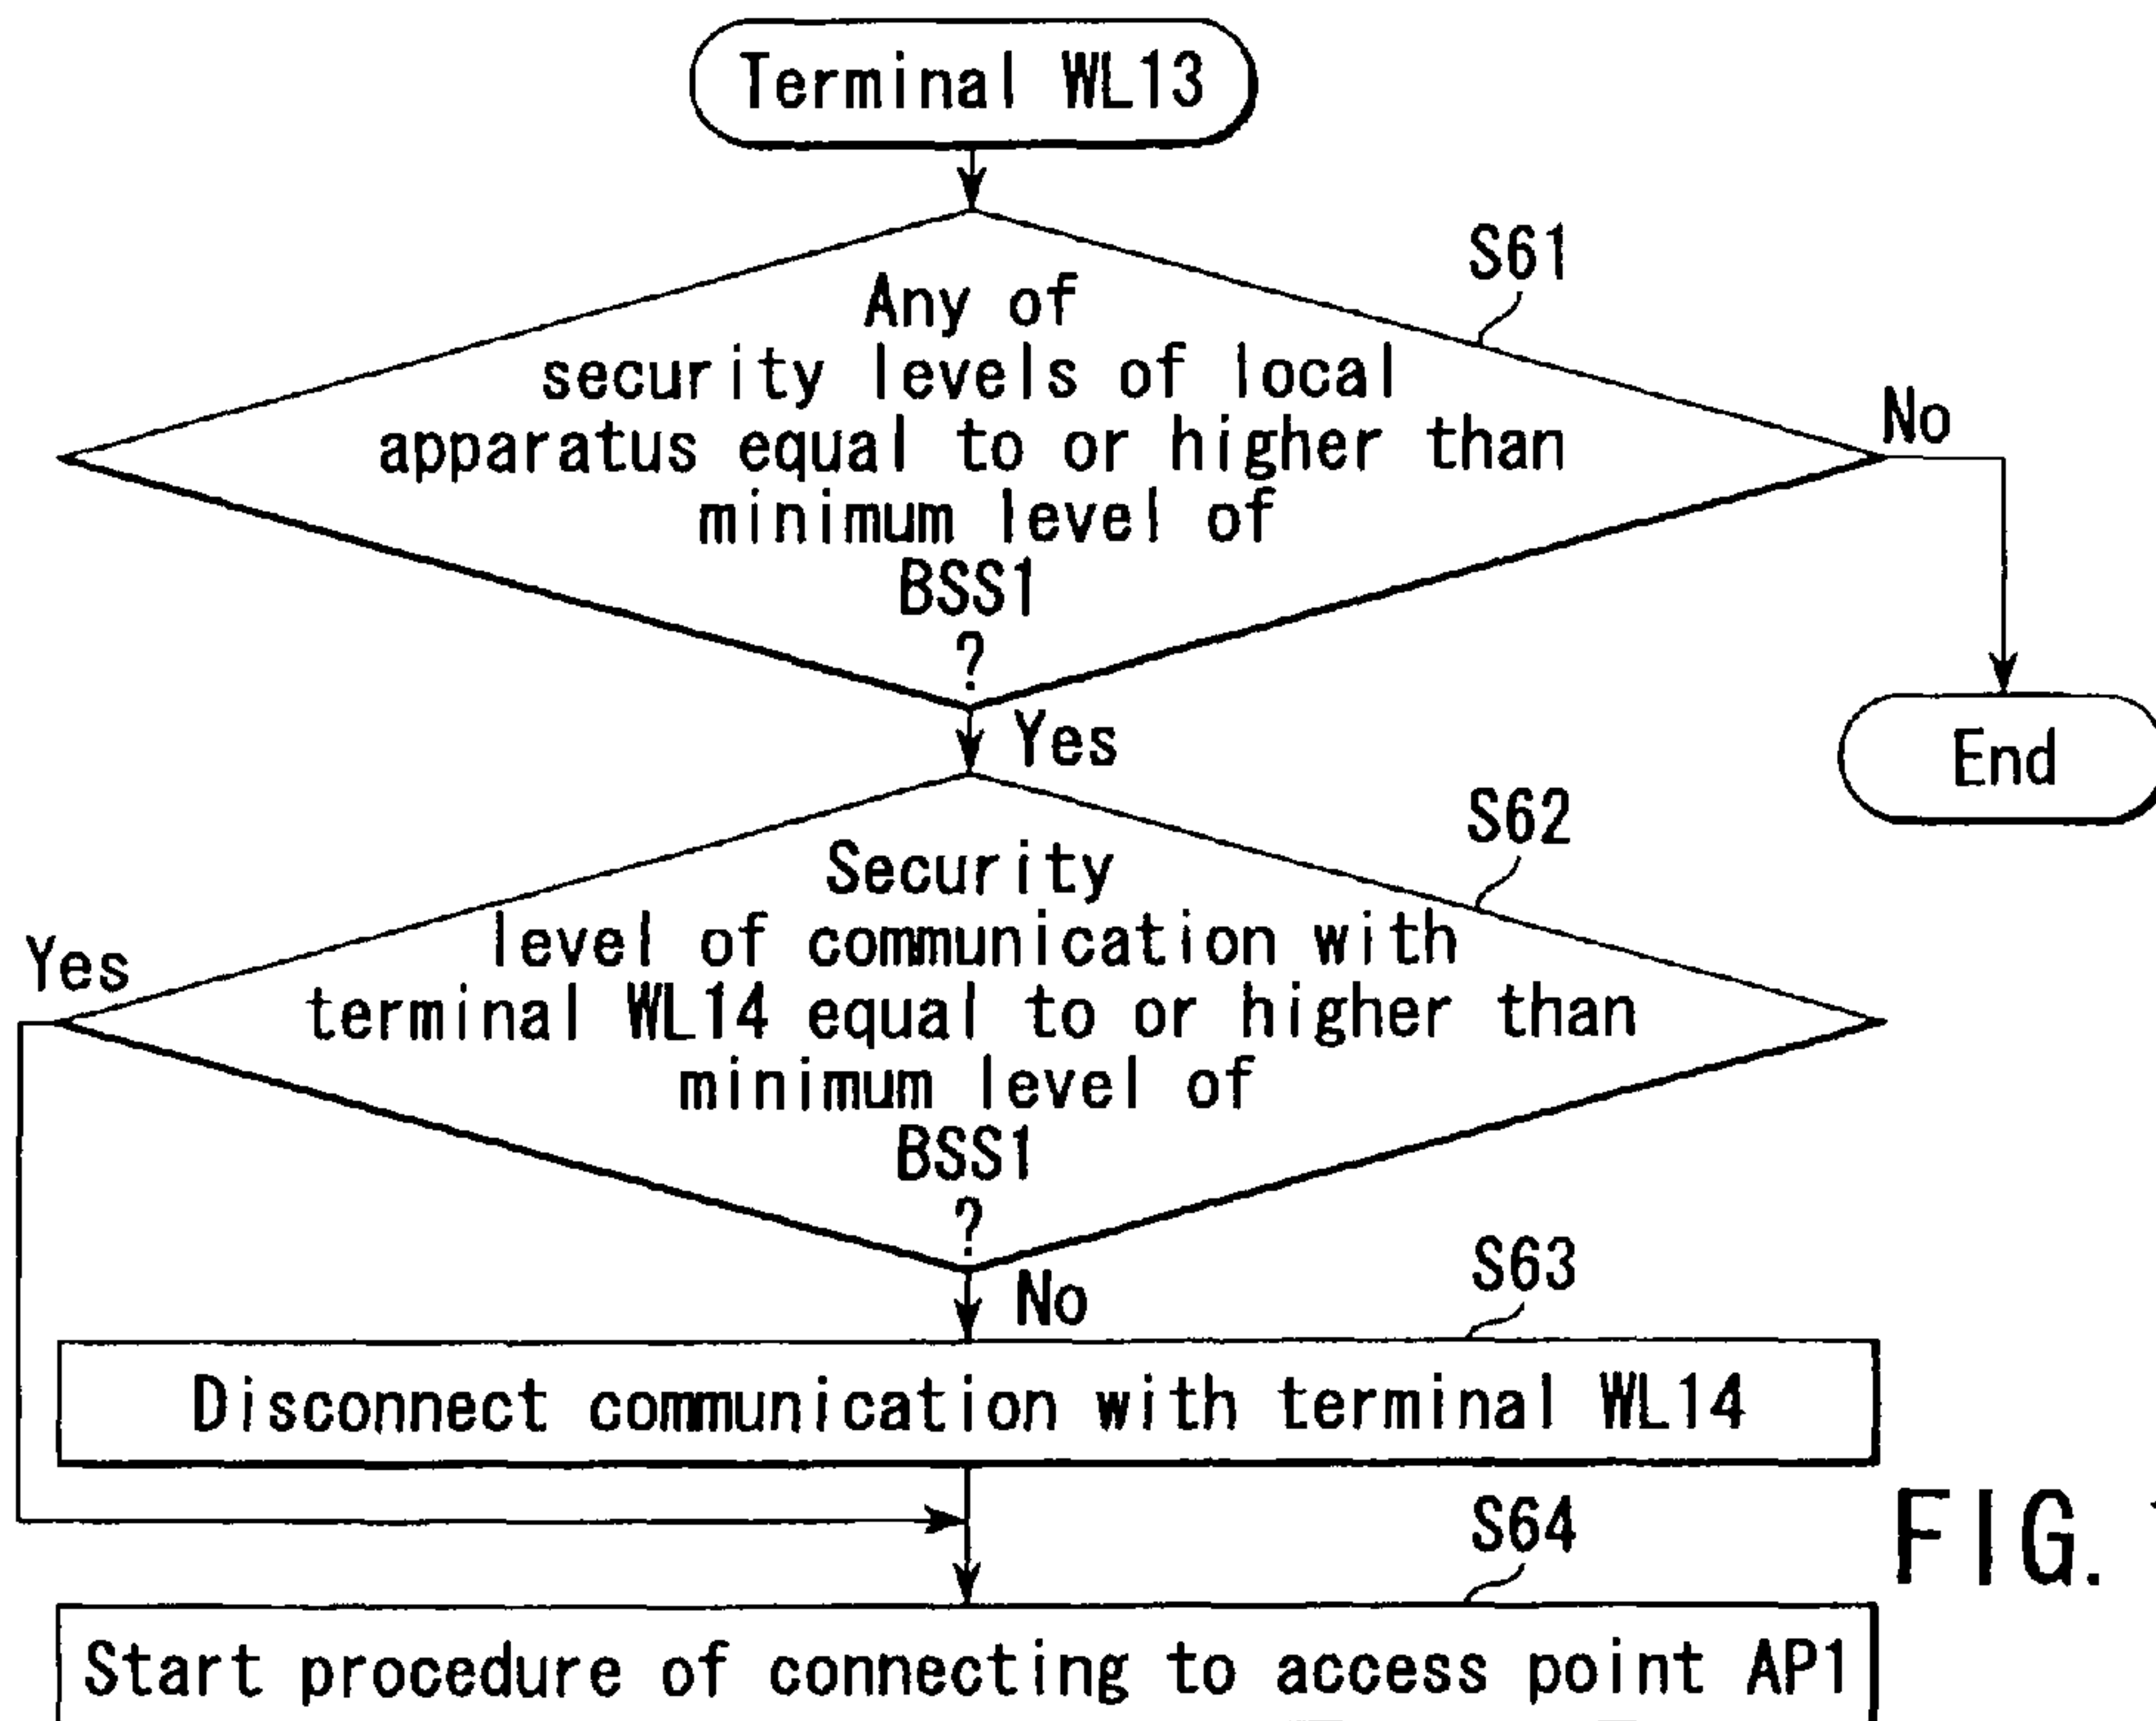 Terminal WL13
S61
Any of
security levels of local
apparatus equal to or higher than
minimum level of
BSS1
?
No
End
Yes
S62
Security
level of communication with
terminal WL14 equal to or higher than
minimum level of
BSS1
?
Yes
No
S63
Disconnect communication with terminal WL14
S64
FIG.
Start procedure of connecting to access point AP1